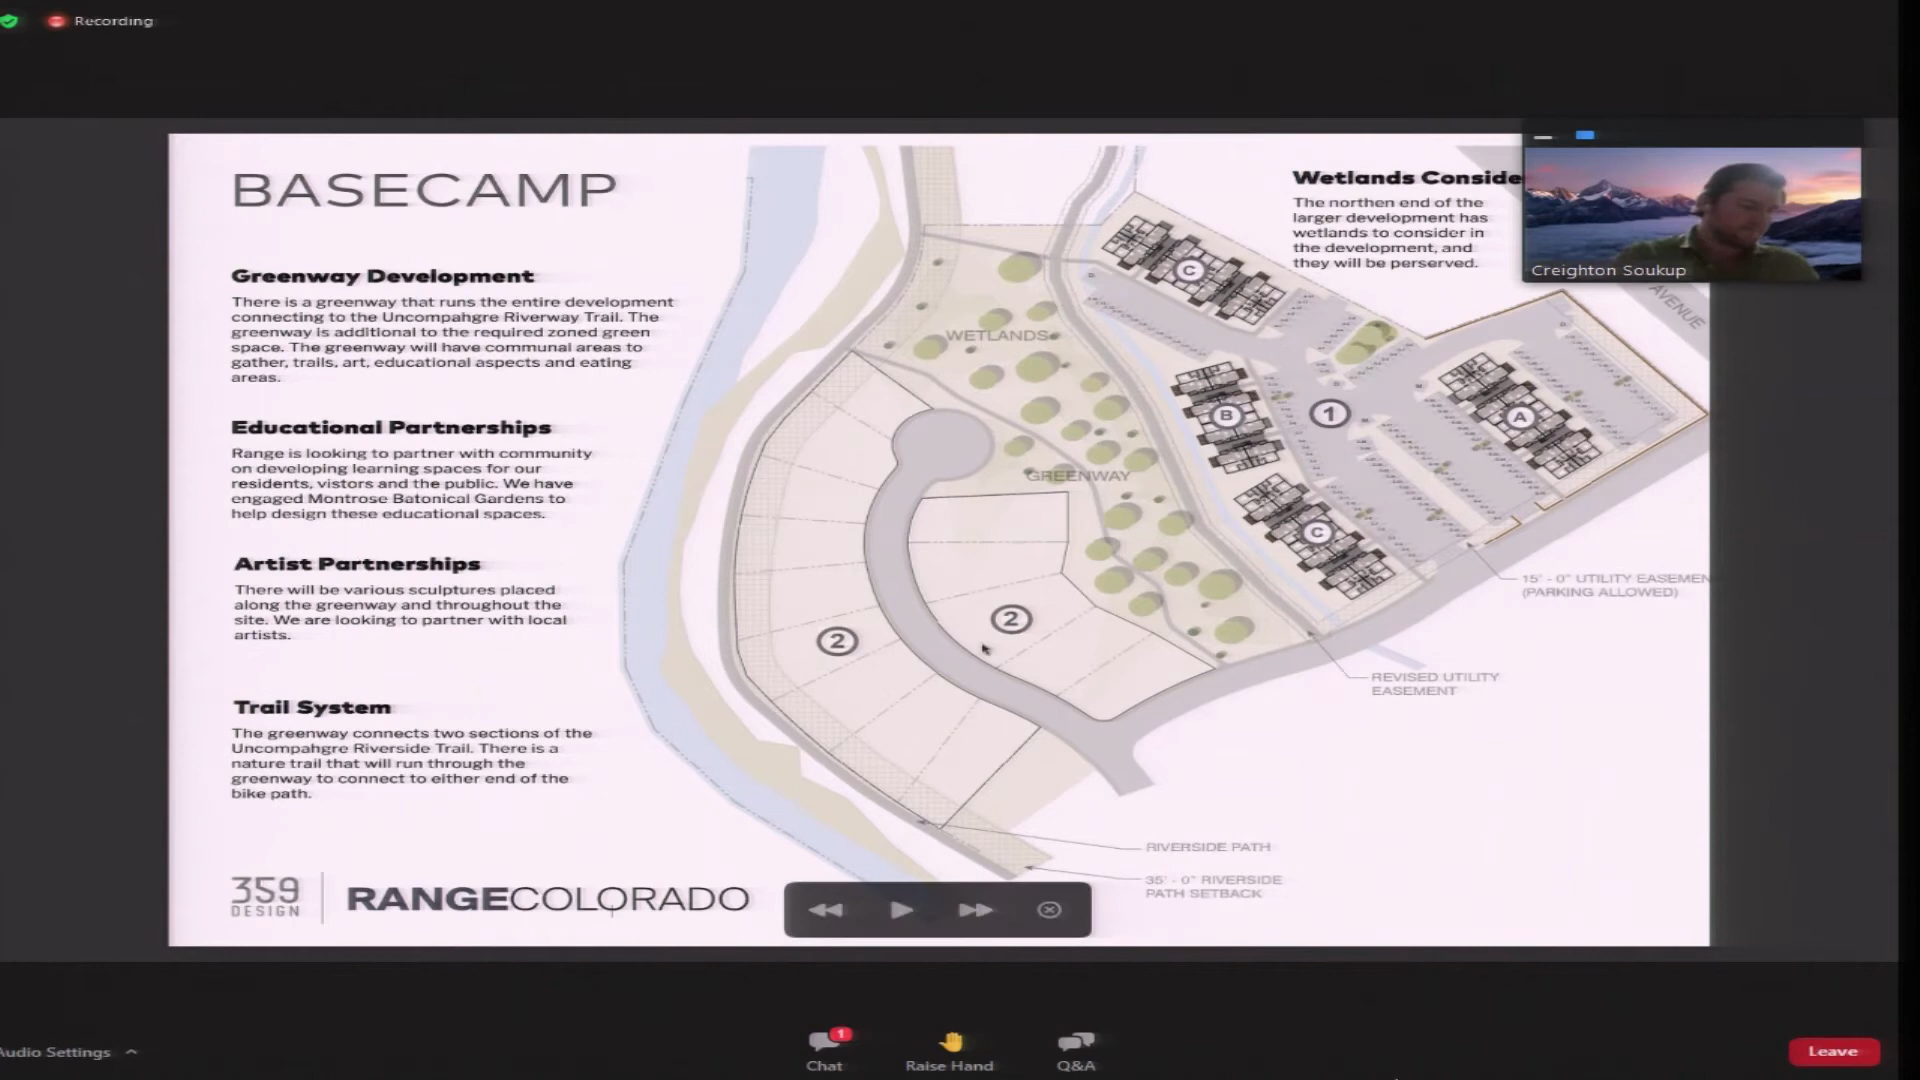 Recording
BASECAMP
Greenway Development
There is a greenway that runs the entire development
connecting to the Uncompahgre Riverway Trail. The
greenway is additional to the required zoned green
space. The greenway will have communal areas to
gather, trails, art, educational aspects and eating
areas.
Educational Partnerships
Range is looking to partner with community
on developing learning spaces for our
residents, vistors and the public. We have
engaged Montrose Batonical Gardens to
help design these educational spaces.
Artist Partnerships
There will be various sculptures placed
along the greenway and throughout the
site. We are looking to partner with local
artists.
Trail System
The greenway connects two sections of the
Uncompahgre Riverside Trail. There is a
nature trail that will run through the
greenway to connect to either end of the
bike path.
359
DESIGN
RANGECOLORADO
Wetlands Conside
The northen end of the
larger development has
wetlands to consider in
the development, and
they will be perserved.
Creighton Soukup
AVENUE
C
WETLANDS
B
1
A
GREENWAY
C
15' - 0" UTILITY EASEMEN
(PARKING ALLOWED)
2
2
REVISED UTILITY
EASEMENT
RIVERSIDE PATH
35' - 0" RIVERSIDE
PATH SETBACK
Audio Settings
1
Chat
Raise Hand
Q&A
Leave